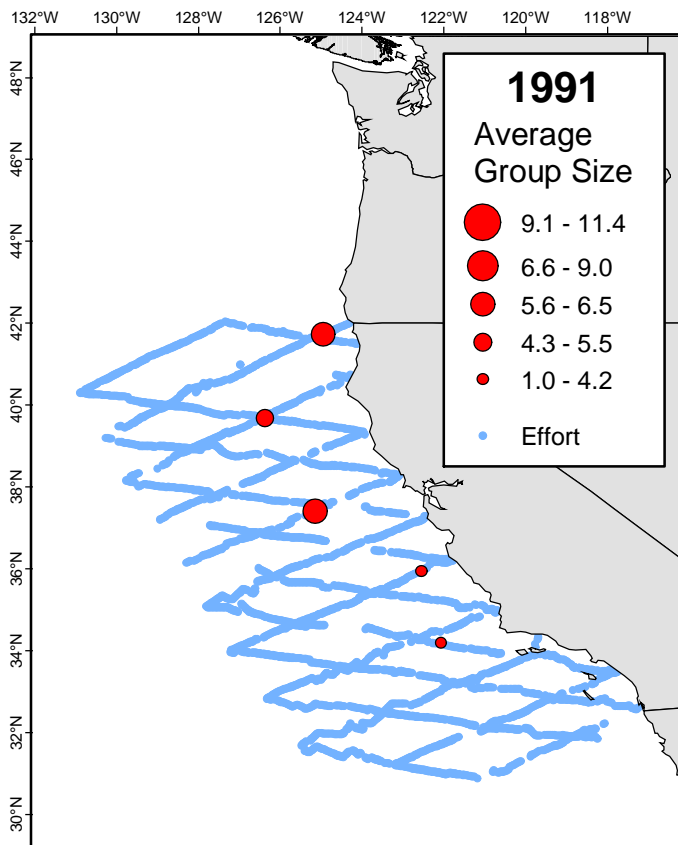 132°W 130°W 128°W 126°W 124°W 122°W 120°W 118°W
48°N
46°N
44°N
42°N
40°N
38°N
36°N
34°N
32°N
30°N
1991
Average
Group Size
9.1 - 11.4
6.6 - 9.0
5.6 - 6.5
4.3 - 5.5
1.0 - 4.2
Effort